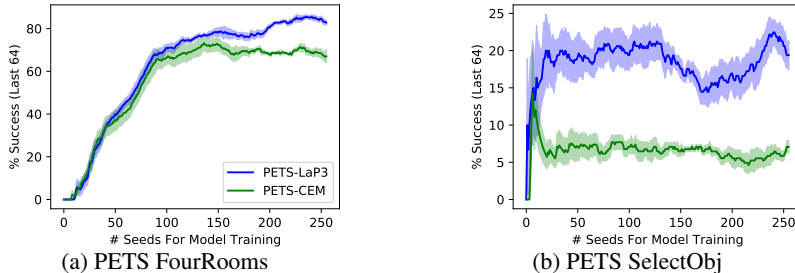 % Success (Last 64)
80
60
40
20
0
PETS-LaP3
PETS-CEM
0 50 100 150 200 250
# Seeds For Model Training
(a) PETS FourRooms
% Success (Last 64)
25
20
15
10
5
0
0 50 100 150 200 250
# Seeds For Model Training
(b) PETS SelectObj